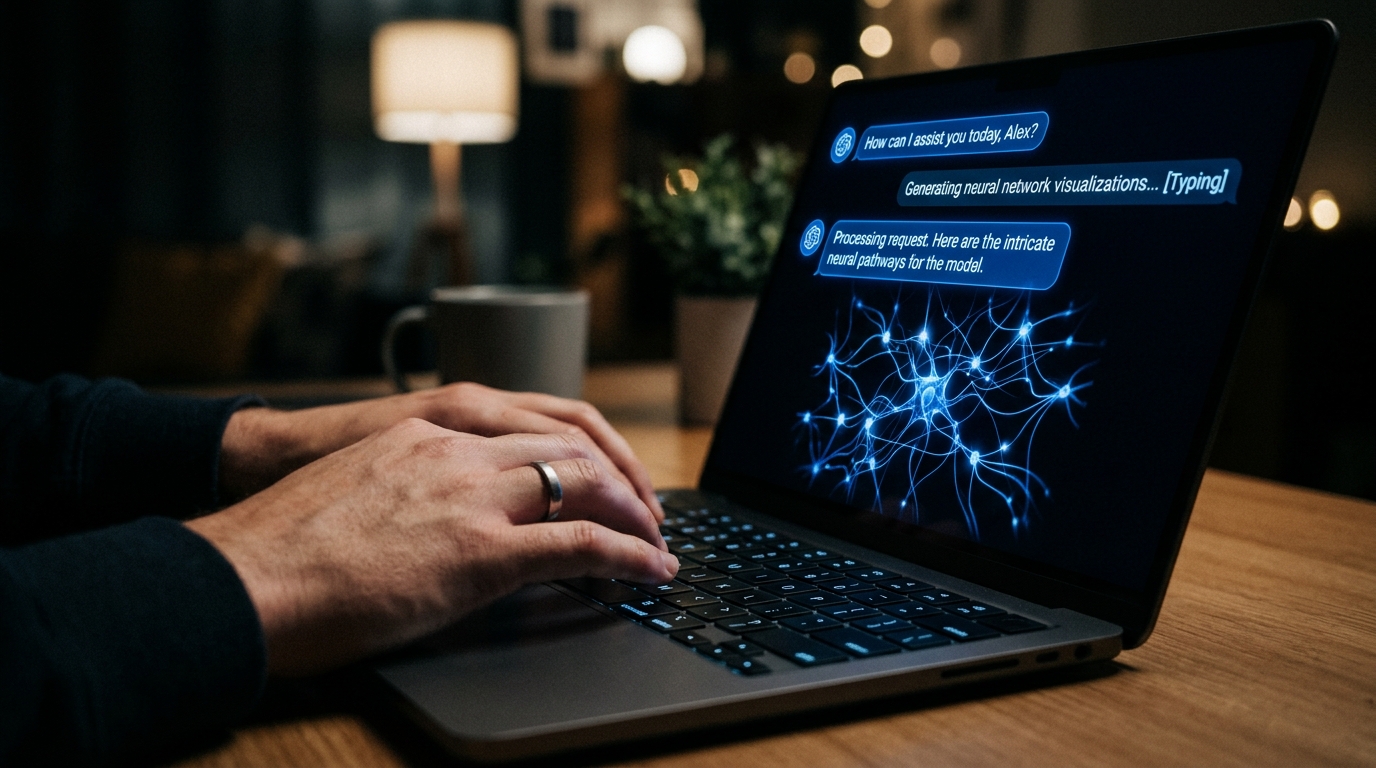 How can I assist you today, Alex?
Generating neural network visualizations... [Typing]
Processing request. Here are the intricate
neural pathways for the model.